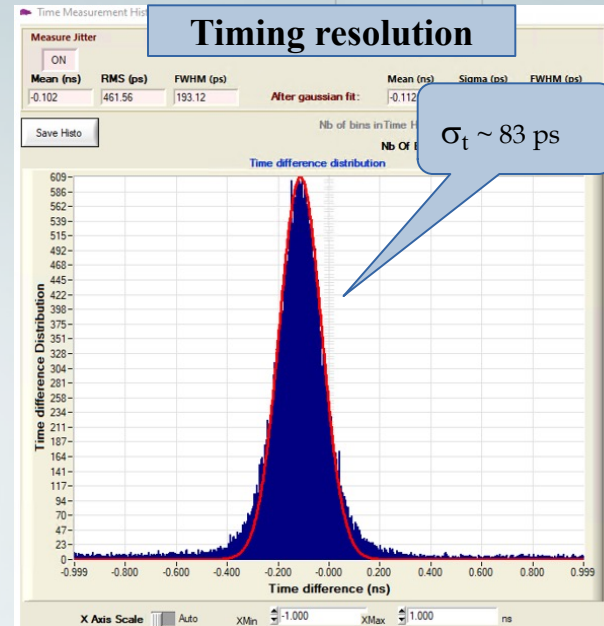 Time Measurement His
Timing resolution
Measure Jitter
ON
Mean (ns) RMS (ps) FWHM (ps) Mean (ns) Sigma (ps) FWHM (ps)
-0.102 461.56 193.12 After gaussian fit: -0.112
Save Histo
Nb of bins in Time H
Nb Of
σt ~ 83 ps
Time difference distribution
609
586
562
539
515
492
468
445
422
398
375
351
328
304
281
258
234
211
187
164
141
117
94
70
47
23
0
Time difference Distribution
-0.999 -0.800 -0.600 -0.400 -0.200 -0.000 0.200 0.400 0.600 0.800 0.999
Time difference (ns)
X Axis Scale Auto XMin -1.000 XMax 1.000 ns